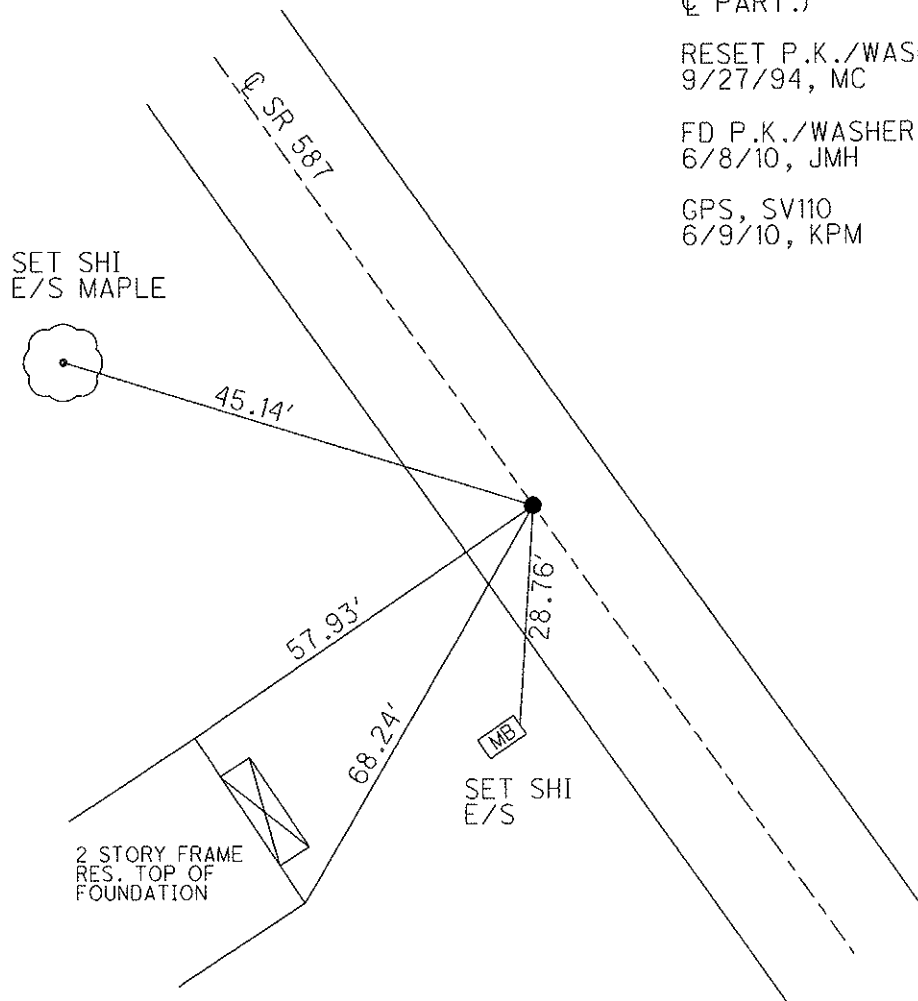 ℄ PART.)
RESET P.K./WAS
9/27/94, MC
FD P.K./WASHER
6/8/10, JMH
GPS, SV110
6/9/10, KPM
℄ SR 587
SET SHI
E/S MAPLE
45.14'
57.93'
68.24'
28.76'
MB
SET SHI
E/S
2 STORY FRAME
RES. TOP OF
FOUNDATION